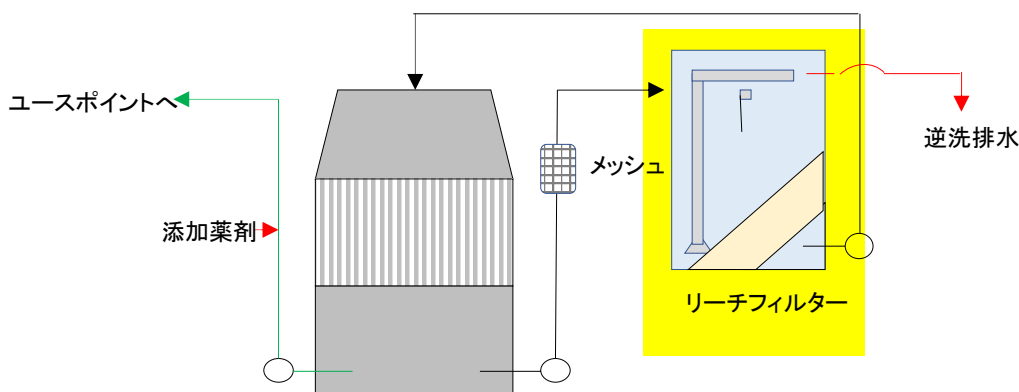 ユースポイントへ
逆洗排水
メッシュ
添加薬剤
リーチフィルター